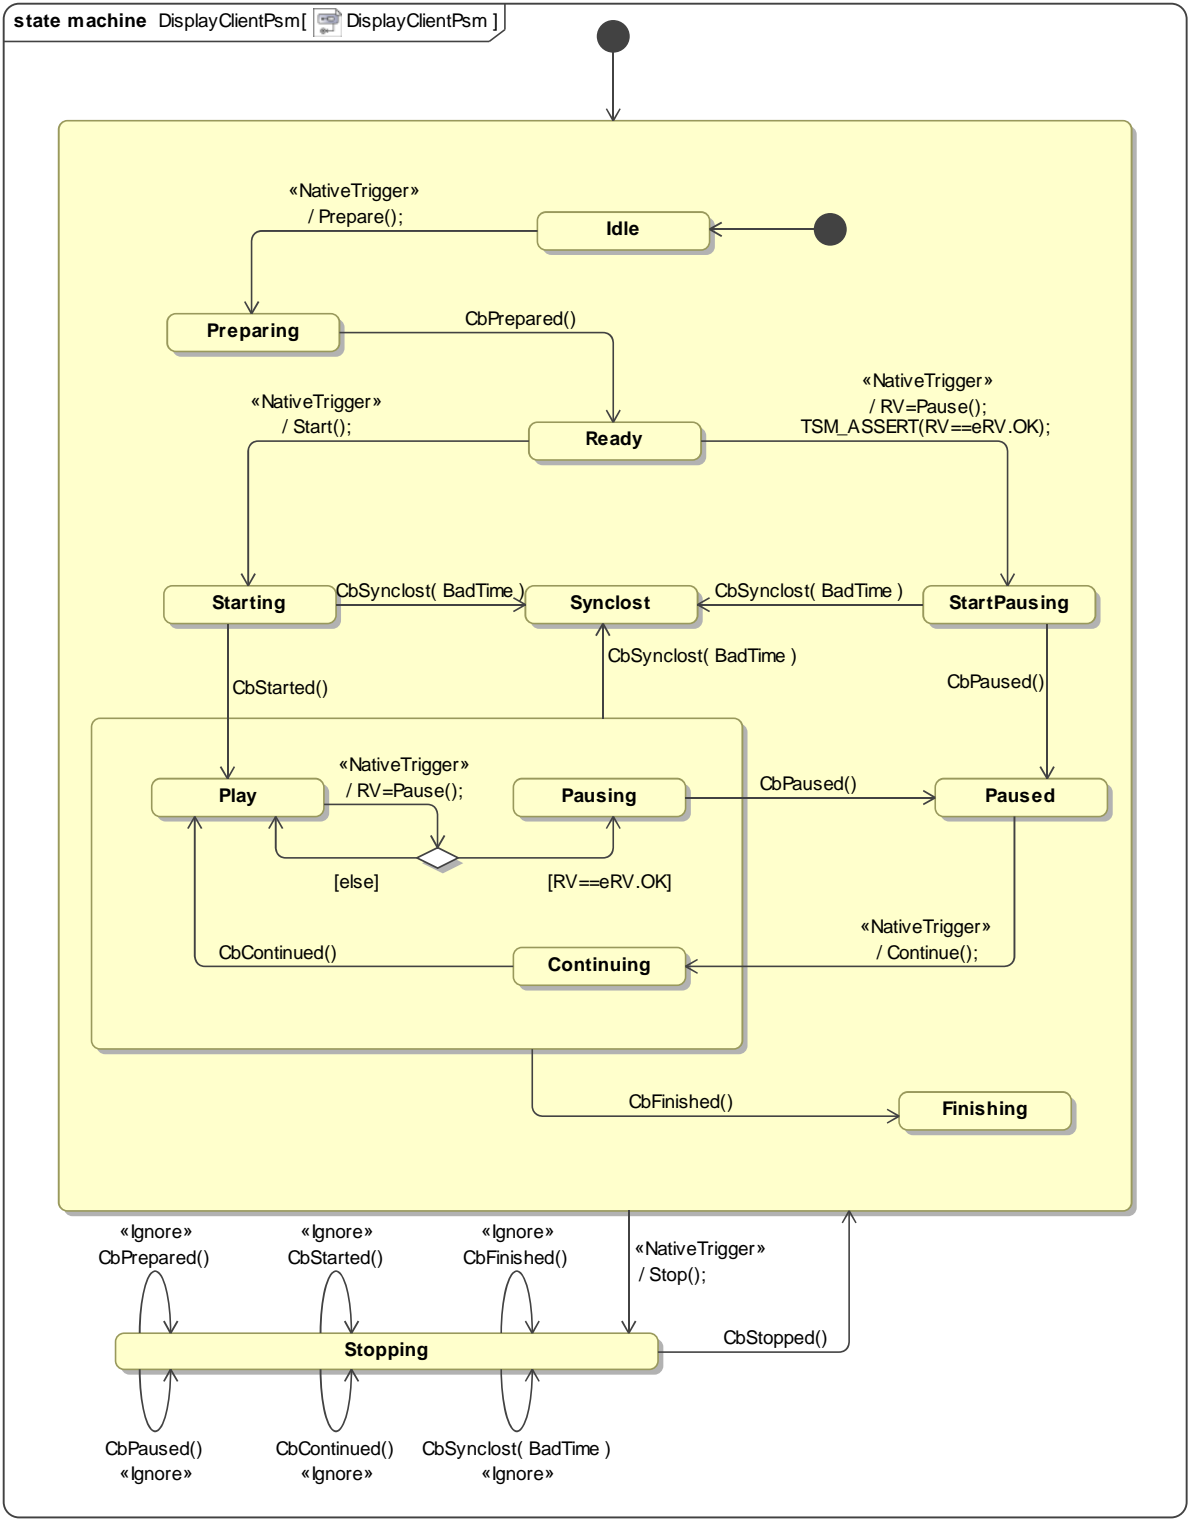 state machine DisplayClientPsm[ DisplayClientPsm ]
«NativeTrigger»
/ Prepare();
Idle
Preparing
CbPrepared()
«NativeTrigger»
/ Start();
Ready
«NativeTrigger»
/ RV=Pause();
TSM_ASSERT(RV==eRV.OK);
Starting
CbSynclost( BadTime )
Synclost
CbSynclost( BadTime )
StartPausing
CbSynclost( BadTime )
CbStarted()
CbPaused()
Play
«NativeTrigger»
/ RV=Pause();
Pausing
CbPaused()
Paused
[else]
[RV==eRV.OK]
CbContinued()
Continuing
«NativeTrigger»
/ Continue();
CbFinished()
Finishing
«Ignore»
CbPrepared()
«Ignore»
CbStarted()
«Ignore»
CbFinished()
«NativeTrigger»
/ Stop();
Stopping
CbStopped()
CbPaused()
«Ignore»
CbContinued()
«Ignore»
CbSynclost( BadTime )
«Ignore»